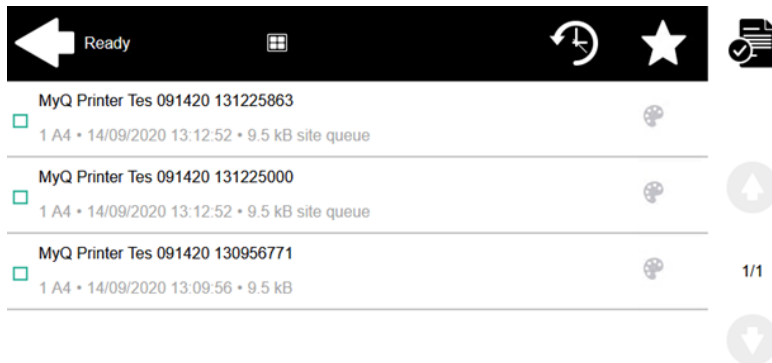 Ready
MyQ Printer Tes 091420 131225863
1 A4 • 14/09/2020 13:12:52 • 9.5 kB site queue
MyQ Printer Tes 091420 131225000
1 A4 • 14/09/2020 13:12:52 • 9.5 kB site queue
MyQ Printer Tes 091420 130956771
1 A4 • 14/09/2020 13:09:56 • 9.5 kB
1/1